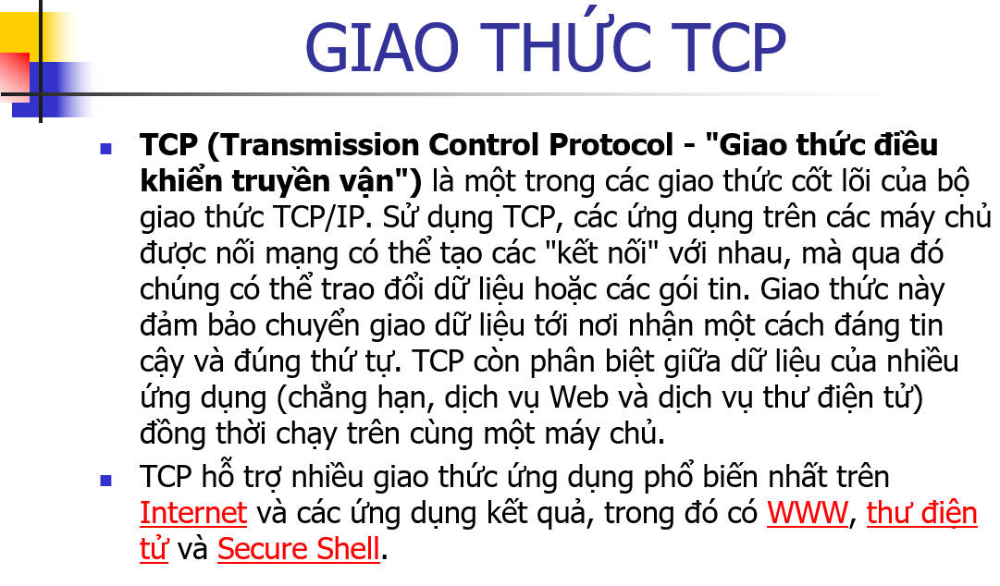 GIAO THỨC TCP
TCP (Transmission Control Protocol - "Giao thức điều
khiển truyền vận") là một trong các giao thức cốt lõi của bộ
giao thức TCP/IP. Sử dụng TCP, các ứng dụng trên các máy chủ
được nối mạng có thể tạo các "kết nối" với nhau, mà qua đó
chúng có thể trao đổi dữ liệu hoặc các gói tin. Giao thức này
đảm bảo chuyển giao dữ liệu tới nơi nhận một cách đáng tin
cậy và đúng thứ tự. TCP còn phân biệt giữa dữ liệu của nhiều
ứng dụng (chẳng hạn, dịch vụ Web và dịch vụ thư điện tử)
đồng thời chạy trên cùng một máy chủ.
TCP hỗ trợ nhiều giao thức ứng dụng phổ biến nhất trên
Internet và các ứng dụng kết quả, trong đó có WWW, thư điện
tử và Secure Shell.